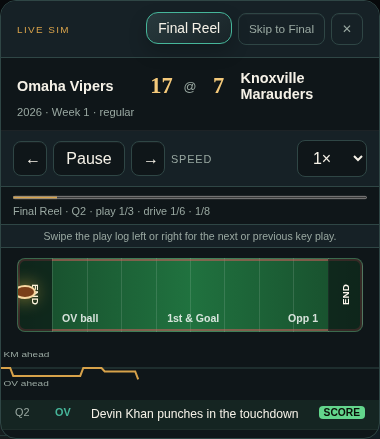 LIVE SIM
Final Reel
Skip to Final
×
Omaha Vipers
17 @ 7
Knoxville
Marauders
2026 · Week 1 · regular
←
Pause
→
SPEED
1×
Final Reel · Q2 · play 1/3 · drive 1/6 · 1/8
Swipe the play log left or right for the next or previous key play.
END
OV ball
1st & Goal
Opp 1
END
KM ahead
OV ahead
Q2 OV Devin Khan punches in the touchdown SCORE